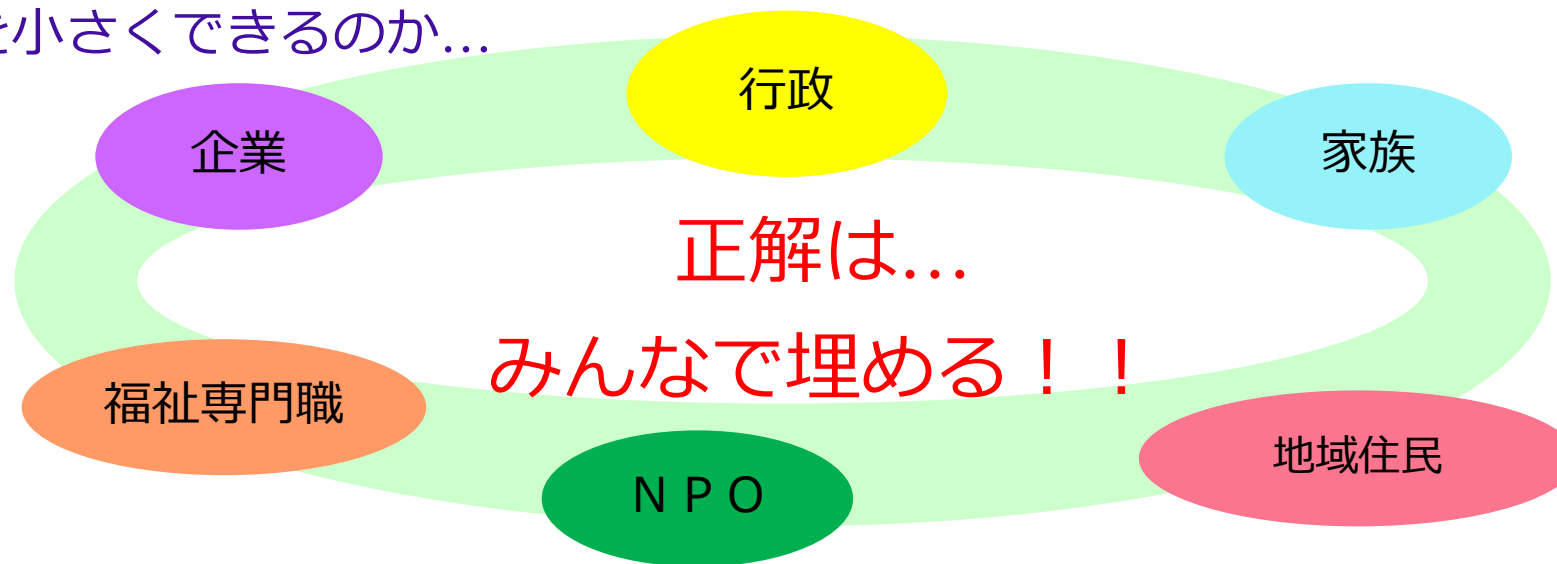 を小さくできるのか…
行政
企業
家族
正解は…
みんなで埋める！！
福祉専門職
地域住民
ＮＰＯ